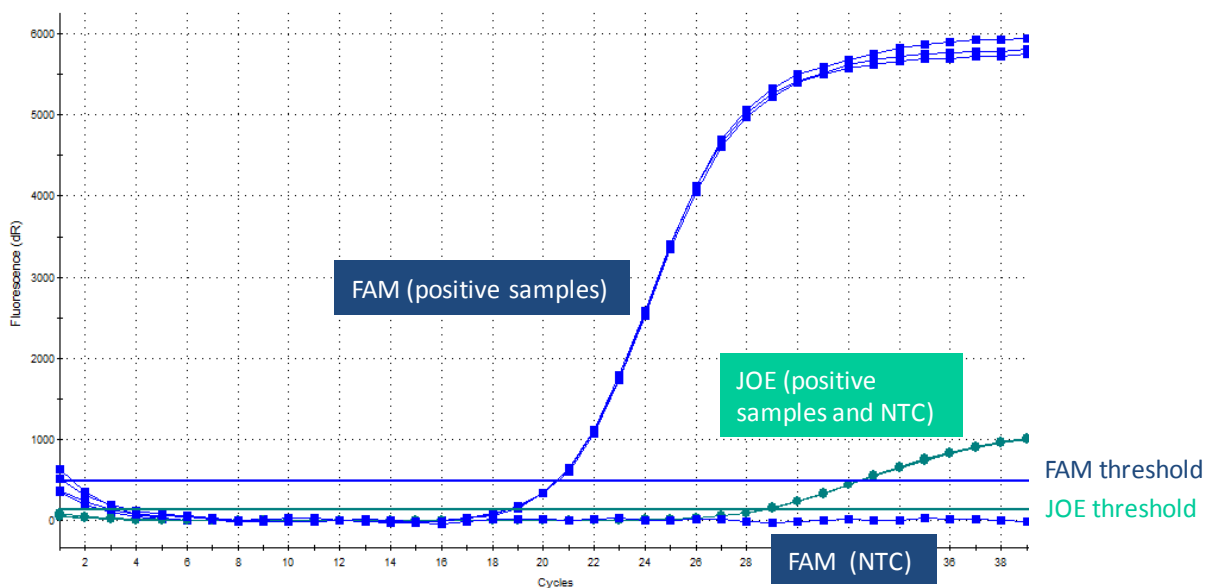 6000
5000
4000
3000
2000
1000
0
Fluorescence (dR)
FAM (positive samples)
JOE (positive
samples and NTC)
FAM threshold
JOE threshold
FAM (NTC)
2 4 6 8 10 12 14 16 18 20 22 24 26 28 36 38
Cycles